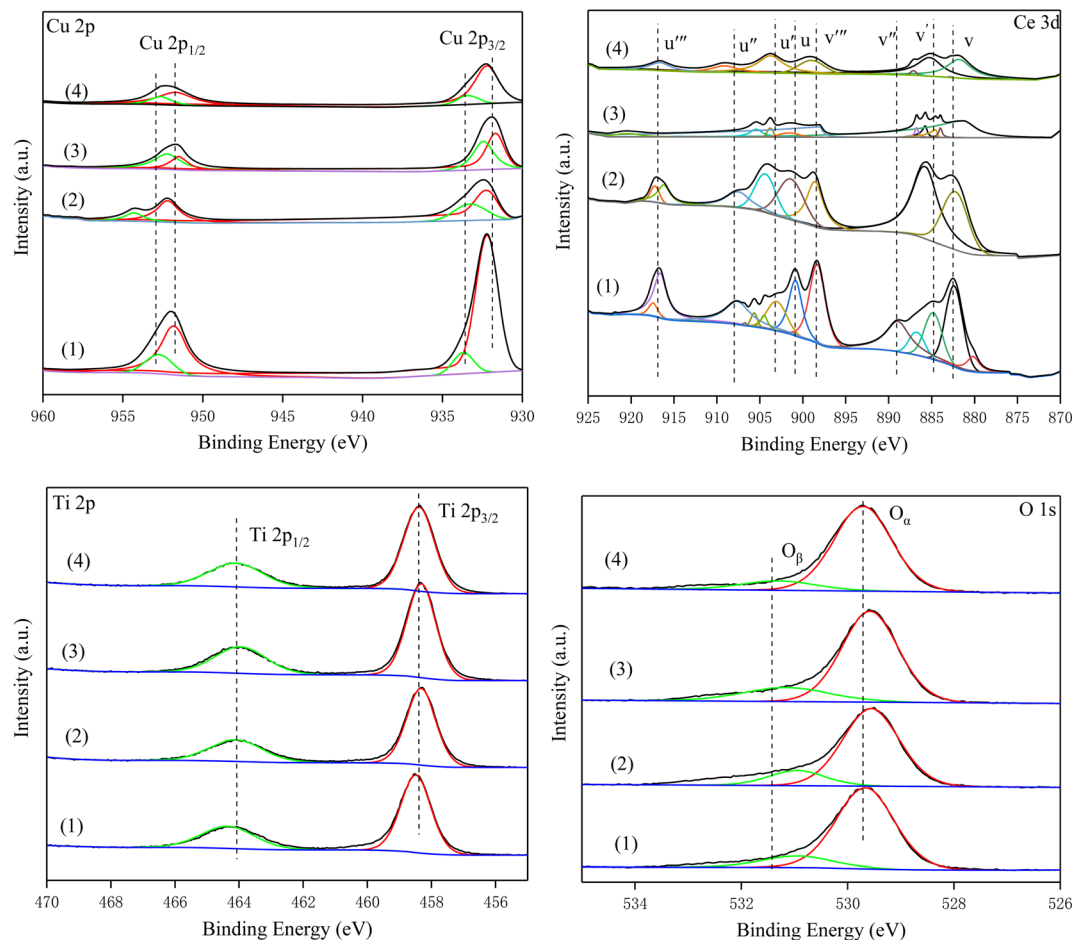 Cu 2p
Cu 2p1/2
Cu 2p3/2
(4)
(3)
(2)
(1)
Intensity (a.u.)
960 955 950 945 940 935 930
Binding Energy (eV)
Ce 3d
u''' u'' u' u v''' v'' v' v
(4)
(3)
(2)
(1)
Intensity (a.u.)
925 920 915 910 905 900 895 890 885 880 875 870
Binding Energy (eV)
Ti 2p
Ti 2p1/2
Ti 2p3/2
(4)
(3)
(2)
(1)
Intensity (a.u.)
470 468 466 464 462 460 458 456
Binding Energy (eV)
O 1s
Oα
Oβ
(4)
(3)
(2)
(1)
Intensity (a.u.)
534 532 530 528 526
Binding Energy (eV)